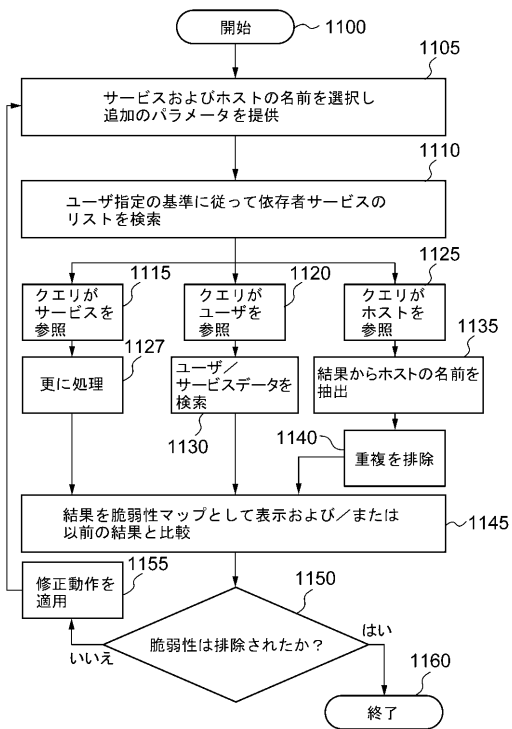 開始
1100
1105
サービスおよびホストの名前を選択し
追加のパラメータを提供
1110
ユーザ指定の基準に従って依存者サービスの
リストを検索
1115
クエリが
サービスを
参照
1120
クエリが
ユーザを
参照
1125
クエリが
ホストを
参照
1127
更に処理
ユーザ／
サービスデータを
検索
1130
1135
結果からホストの名前を
抽出
1140
重複を排除
結果を脆弱性マップとして表示および／または
以前の結果と比較
1145
1155
修正動作を
適用
1150
脆弱性は排除されたか？
いいえ
はい
1160
終了